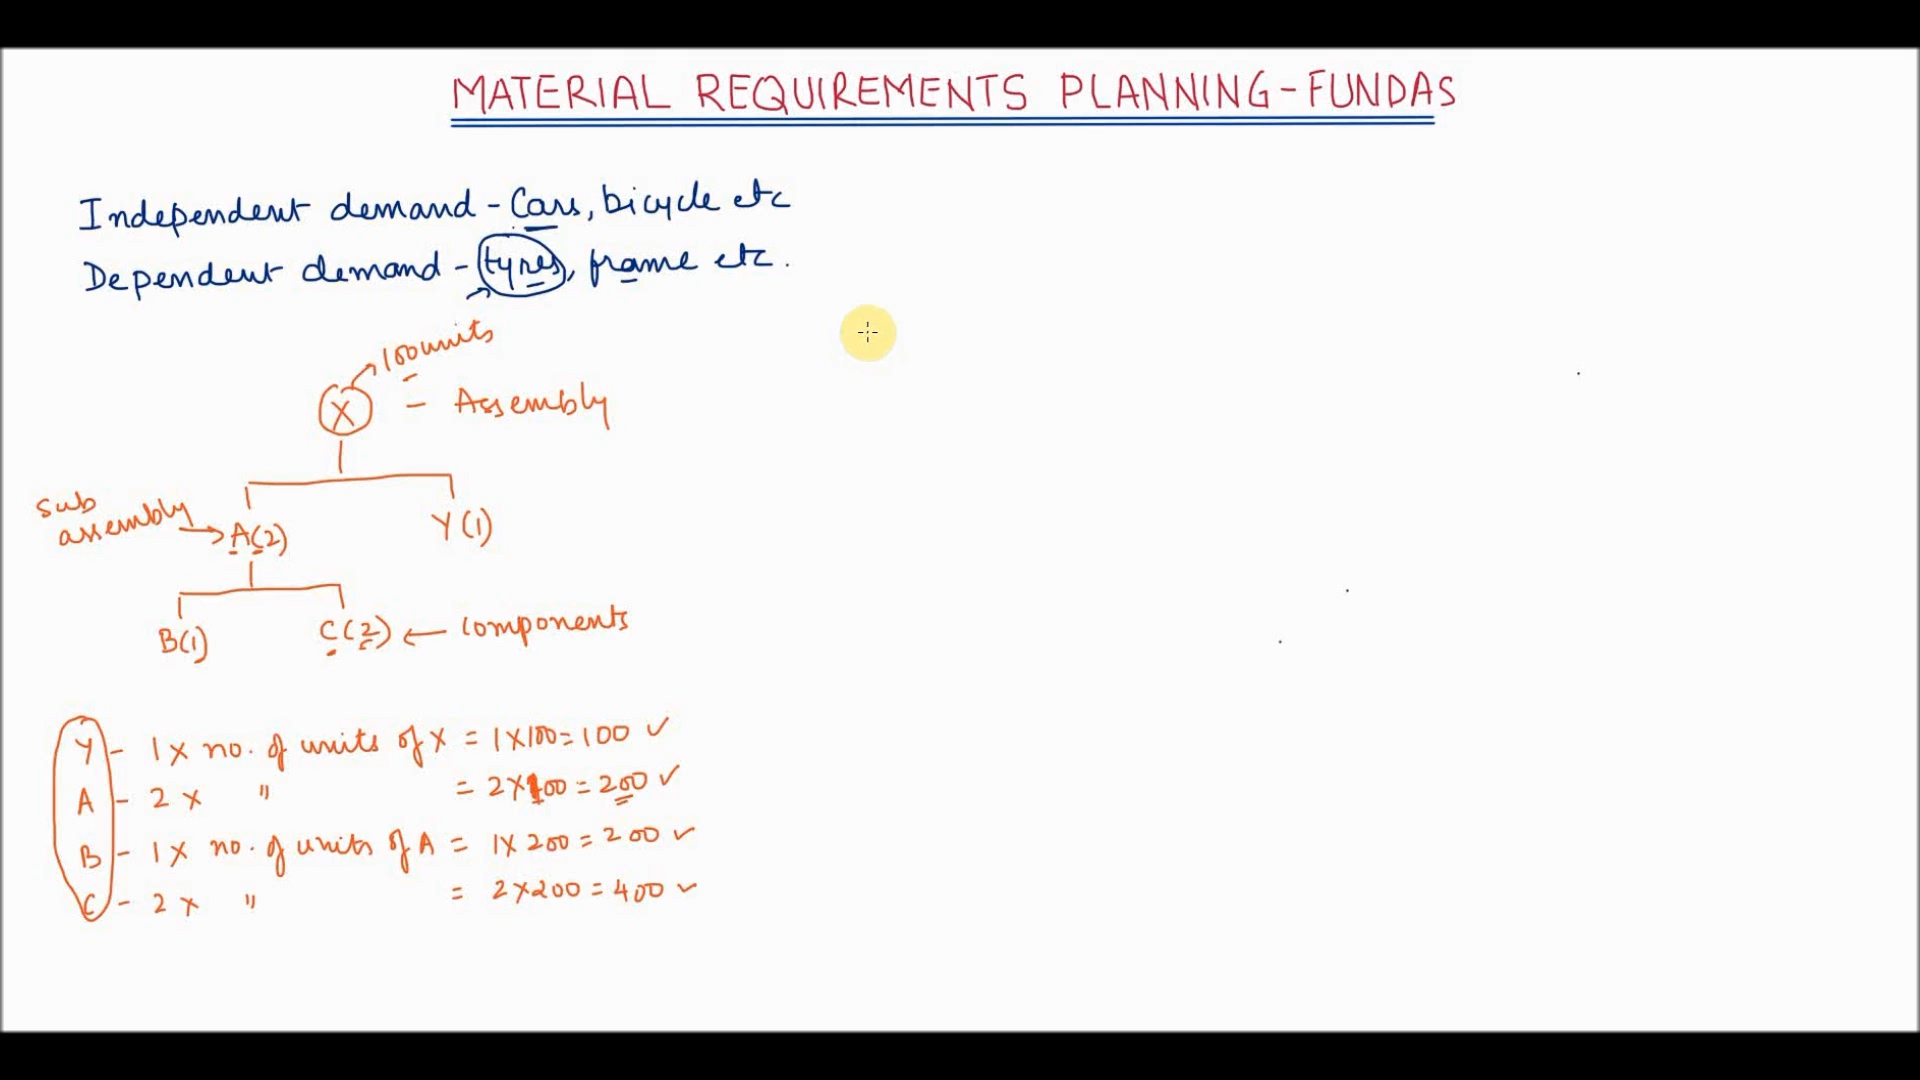 MATERIAL REQUIREMENTS PLANNING-FUNDAS
Independent demand - Cars, bicycle etc
Dependent demand - tyres, frame etc.
100 units
X - Assembly
Sub
assembly
A(2)
Y(1)
B(1)
C(2) ← components
Y - 1 x no. of units of X = 1x100=100 ✓
A - 2 x " = 2x100=200 ✓
B - 1 x no. of units of A = 1x200=200 ✓
C - 2 x " = 2x200=400 ✓